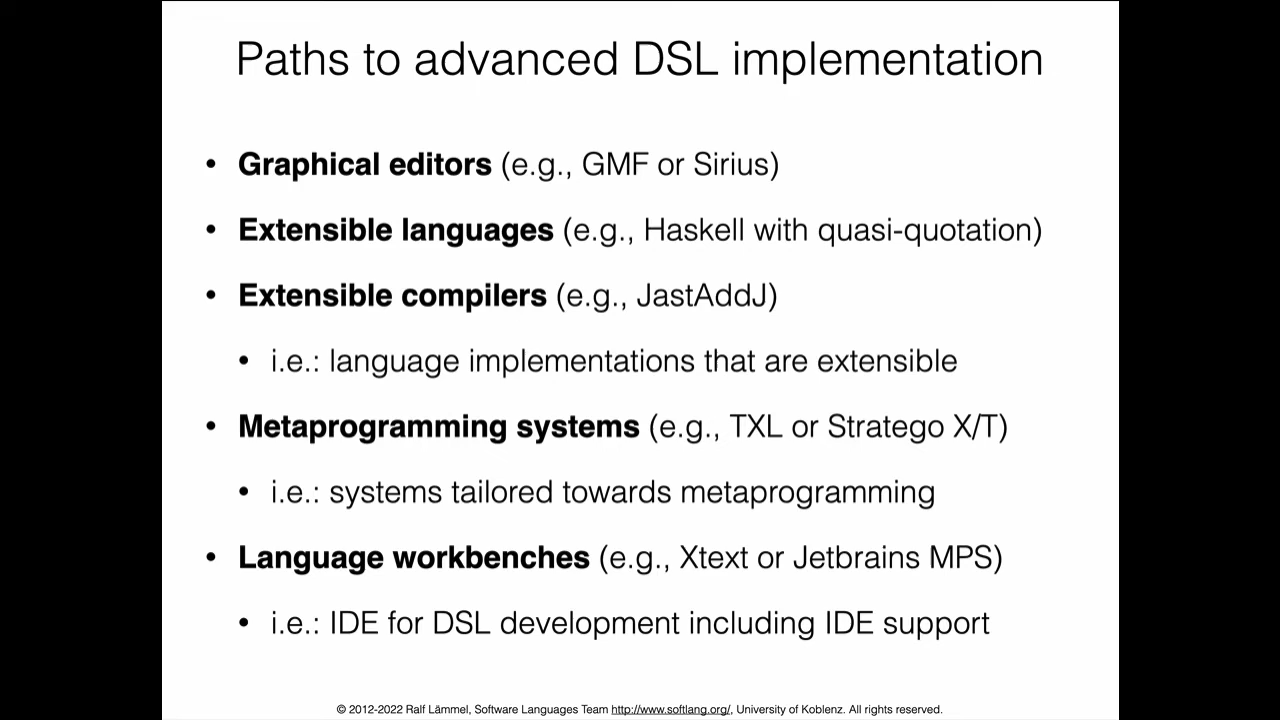 Paths to advanced DSL implementation
• Graphical editors (e.g., GMF or Sirius)
• Extensible languages (e.g., Haskell with quasi-quotation)
• Extensible compilers (e.g., JastAddJ)
• i.e.: language implementations that are extensible
• Metaprogramming systems (e.g., TXL or Stratego X/T)
• i.e.: systems tailored towards metaprogramming
• Language workbenches (e.g., Xtext or Jetbrains MPS)
• i.e.: IDE for DSL development including IDE support
© 2012-2022 Ralf Lämmel, Software Languages Team http://www.softlang.org/, University of Koblenz. All rights reserved.